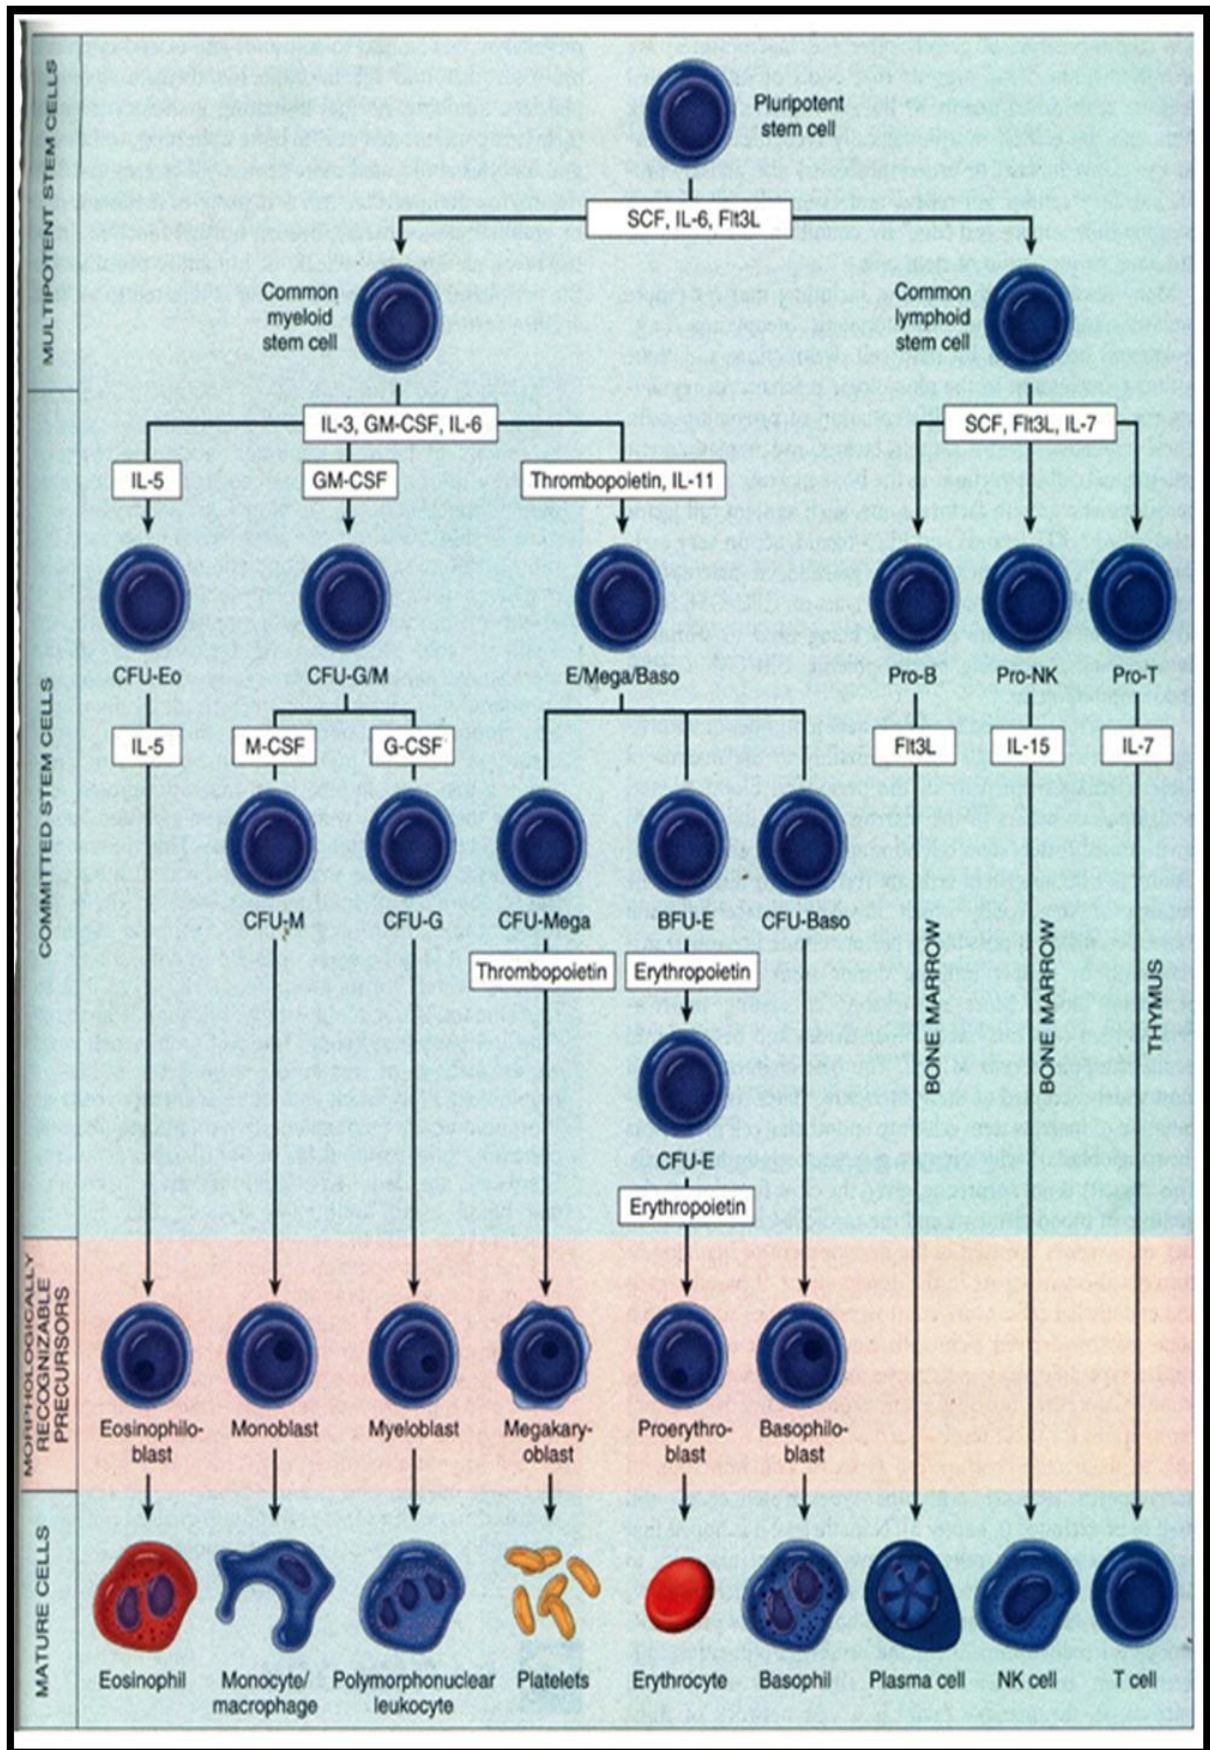 MULTIPOTENT STEM CELLS
Pluripotent
stem cell
SCF, IL-6, Flt3L
Common
myeloid
stem cell
Common
lymphoid
stem cell
COMMITTED STEM CELLS
IL-3, GM-CSF, IL-6
SCF, Flt3L, IL-7
IL-5
GM-CSF
Thrombopoietin, IL-11
CFU-Eo
CFU-G/M
E/Mega/Baso
Pro-B
Pro-NK
Pro-T
IL-5
M-CSF
G-CSF
Flt3L
IL-15
IL-7
CFU-M
CFU-G
CFU-Mega
BFU-E
CFU-Baso
Thrombopoietin
Erythropoietin
BONE MARROW
BONE MARROW
THYMUS
CFU-E
Erythropoietin
MORPHOLOGICALLY
RECOGNIZABLE
PRECURSORS
Eosinophilo-
blast
Monoblast
Myeloblast
Megakary-
oblast
Proerythro-
blast
Basophilo-
blast
MATURE CELLS
Eosinophil
Monocyte/
macrophage
Polymorphonuclear
leukocyte
Platelets
Erythrocyte
Basophil
Plasma cell
NK cell
T cell